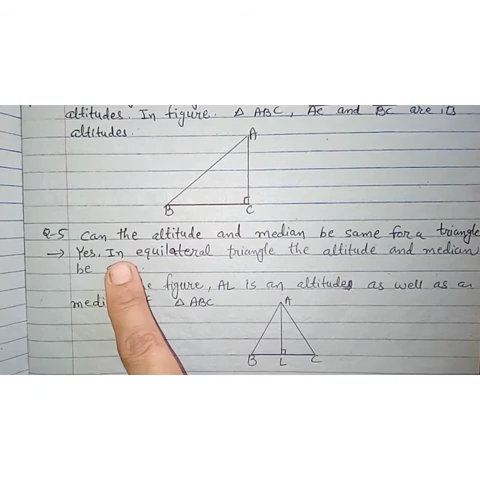 altitudes. In figure. △ ABC, AC and BC are its
altitudes.
A
B
C
Q-5 Can the altitude and median be same for a triangle
→ Yes. In equilateral triangle the altitude and median
be
figure, AL is an altitudes as well as an
medi △ ABC
A
B
L
C